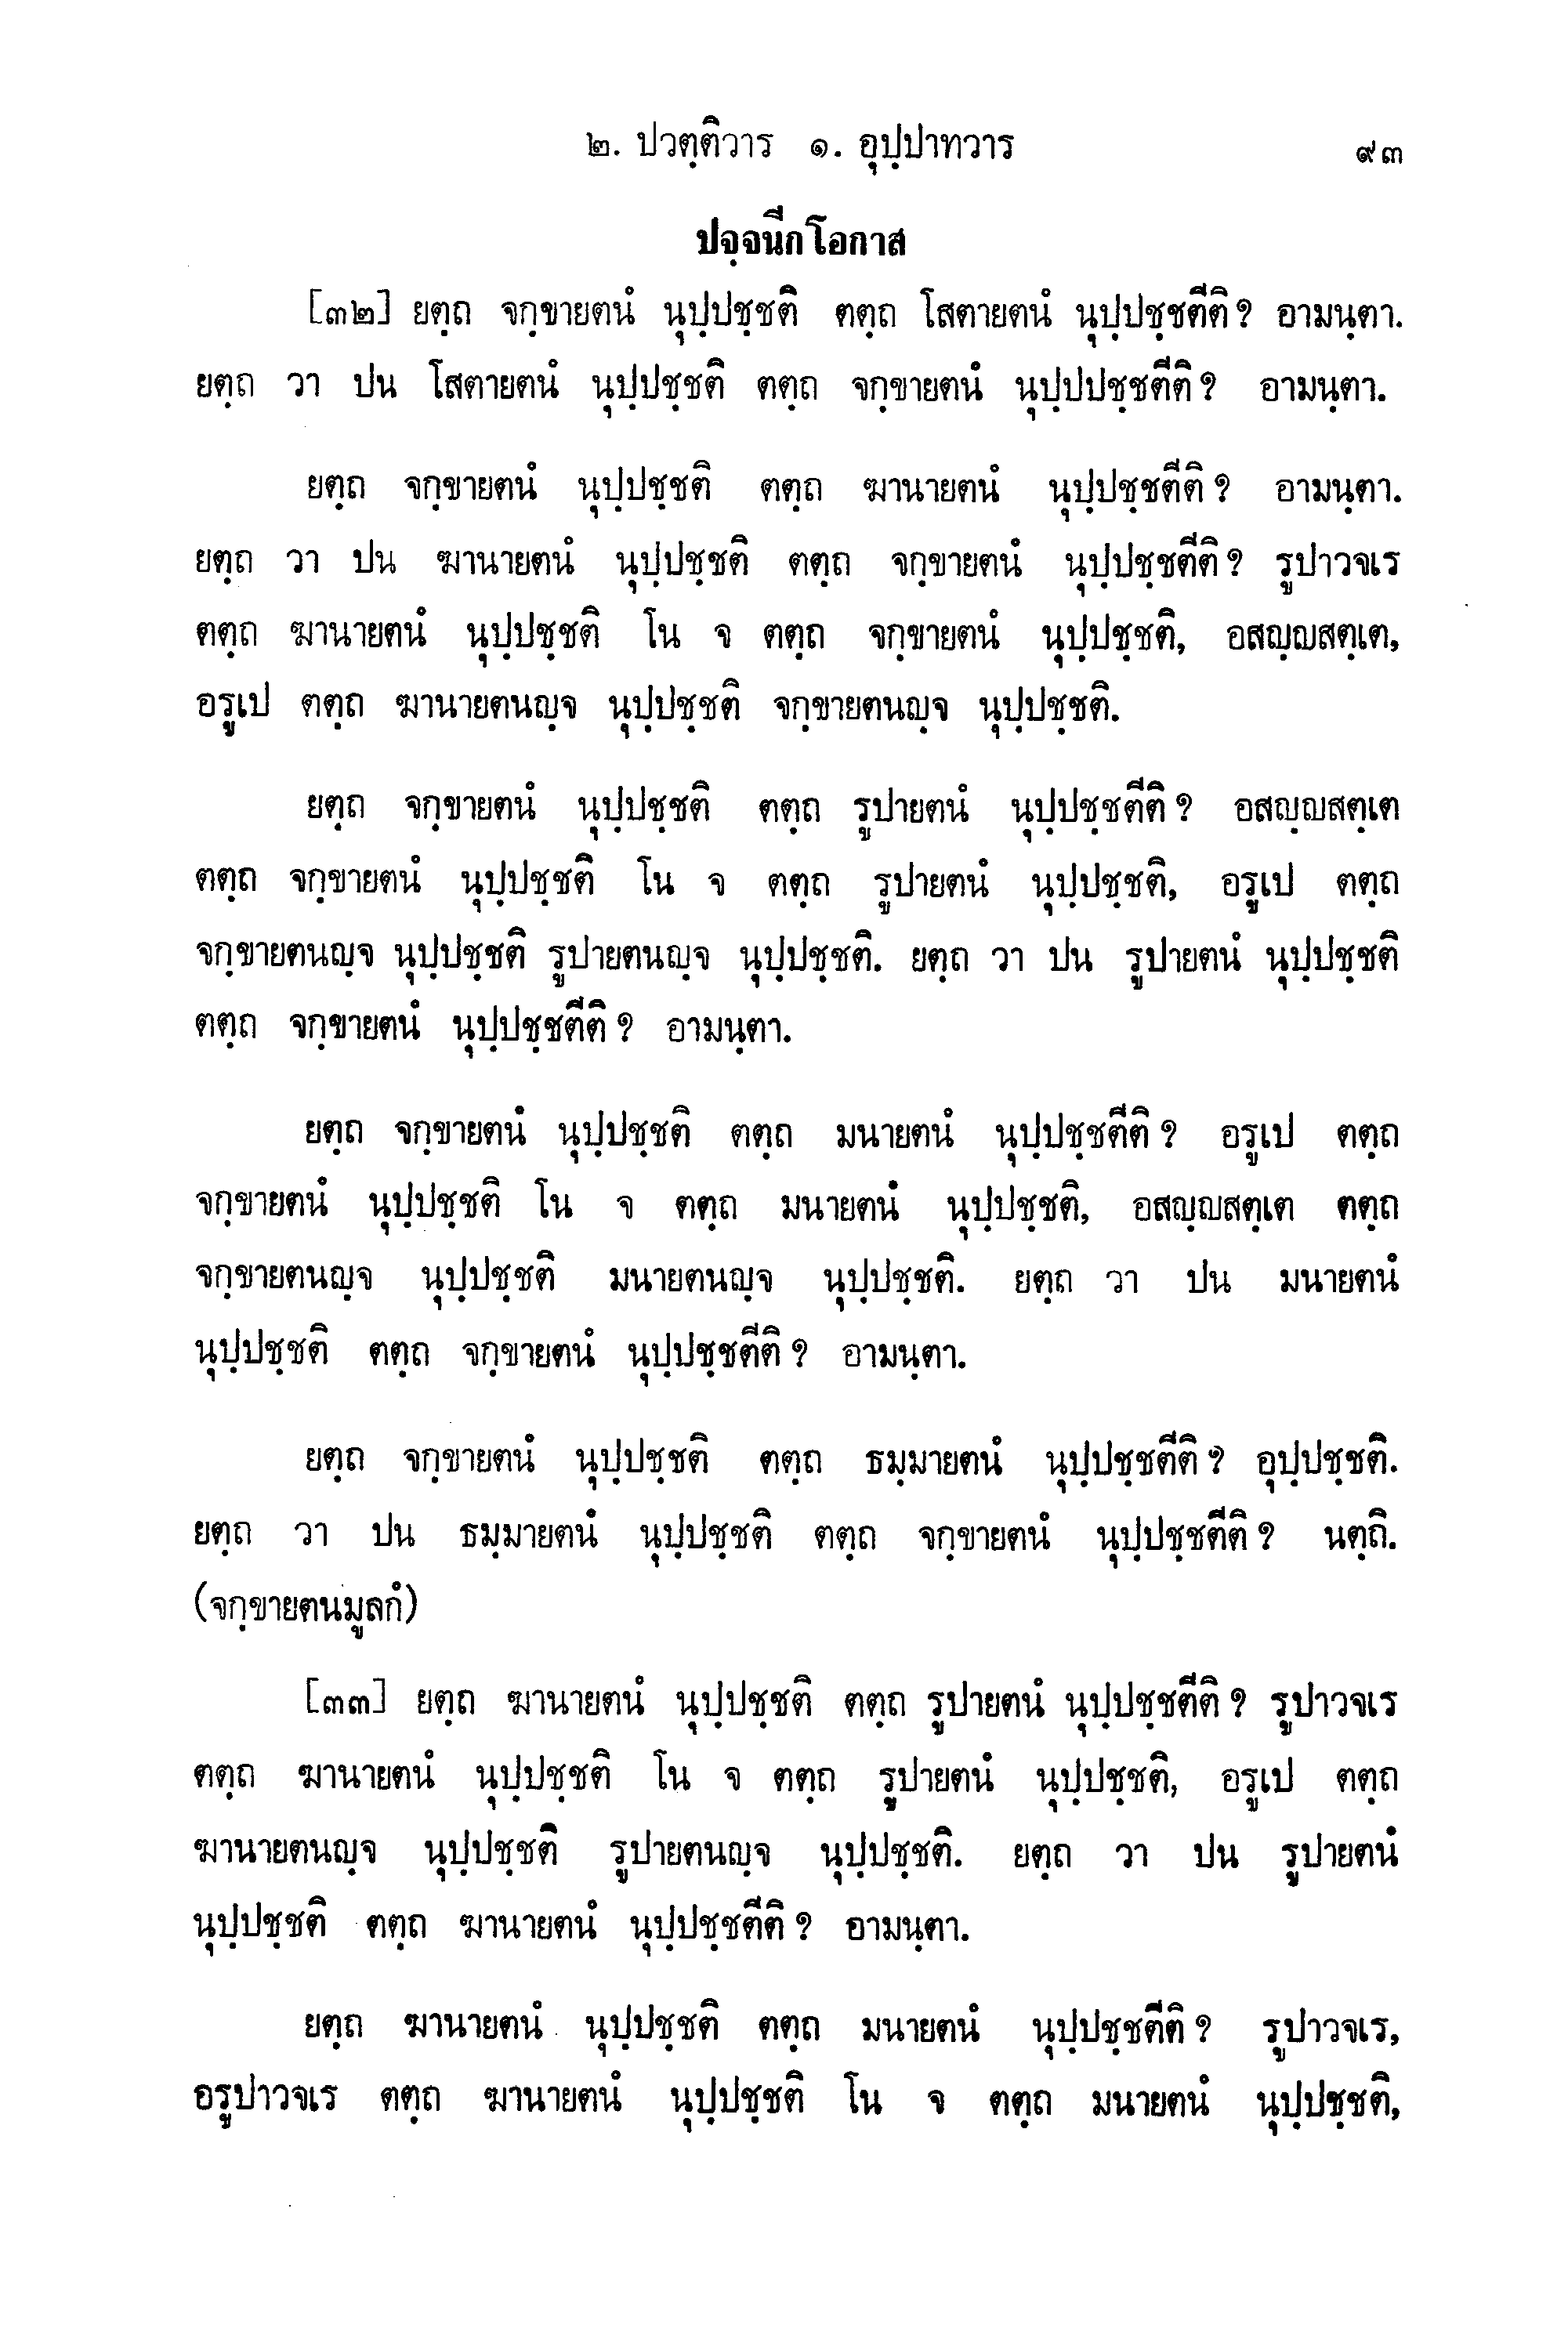 ๒. ปวตฺติวาร ๑. อุปฺปาทวาร ๙๓
ปจฺจนีกโอกาส
[๓๒] ยตฺถ จกฺขายตนํ นุปฺปชฺชติ ตตฺถ โสตายตนํ นุปฺปชฺชตีติ ? อามนฺตา.
ยตฺถ วา ปน โสตายตนํ นุปฺปชฺชติ ตตฺถ จกฺขายตนํ นุปฺปปชฺชตีติ ? อามนฺตา.
ยตฺถ จกฺขายตนํ นุปฺปชฺชติ ตตฺถ ฆานายตนํ นุปฺปชฺชตีติ ? อามนฺตา.
ยตฺถ วา ปน ฆานายตนํ นุปฺปชฺชติ ตตฺถ จกฺขายตนํ นุปฺปชฺชตีติ ? รูปาวจเร
ตตฺถ ฆานายตนํ นุปฺปชฺชติ โน จ ตตฺถ จกฺขายตนํ นุปฺปชฺชติ, อสญฺญสตฺเต,
อรูเป ตตฺถ ฆานายตนญฺจ นุปฺปชฺชติ จกฺขายตนญฺจ นุปฺปชฺชติ.
ยตฺถ จกฺขายตนํ นุปฺปชฺชติ ตตฺถ รูปายตนํ นุปฺปชฺชตีติ ? อสญฺญสตฺเต
ตตฺถ จกฺขายตนํ นุปฺปชฺชติ โน จ ตตฺถ รูปายตนํ นุปฺปชฺชติ, อรูเป ตตฺถ
จกฺขายตนญฺจ นุปฺปชฺชติ รูปายตนญฺจ นุปฺปชฺชติ. ยตฺถ วา ปน รูปายตนํ นุปฺปชฺชติ
ตตฺถ จกฺขายตนํ นุปฺปชฺชตีติ ? อามนฺตา.
ยตฺถ จกฺขายตนํ นุปฺปชฺชติ ตตฺถ มนายตนํ นุปฺปชฺชตีติ ? อรูเป ตตฺถ
จกฺขายตนํ นุปฺปชฺชติ โน จ ตตฺถ มนายตนํ นุปฺปชฺชติ, อสญฺญสตฺเต ตตฺถ
จกฺขายตนญฺจ นุปฺปชฺชติ มนายตนญฺจ นุปฺปชฺชติ. ยตฺถ วา ปน มนายตนํ
นุปฺปชฺชติ ตตฺถ จกฺขายตนํ นุปฺปชฺชตีติ ? อามนฺตา.
ยตฺถ จกฺขายตนํ นุปฺปชฺชติ ตตฺถ ธมฺมายตนํ นุปฺปชฺชตีติ ? อุปฺปชฺชติ.
ยตฺถ วา ปน ธมฺมายตนํ นุปฺปชฺชติ ตตฺถ จกฺขายตนํ นุปฺปชฺชตีติ ? นตฺถิ.
(จกฺขายตนมูลกํ)
[๓๓] ยตฺถ ฆานายตนํ นุปฺปชฺชติ ตตฺถ รูปายตนํ นุปฺปชฺชตีติ ? รูปาวจเร
ตตฺถ ฆานายตนํ นุปฺปชฺชติ โน จ ตตฺถ รูปายตนํ นุปฺปชฺชติ, อรูเป ตตฺถ
ฆานายตนญฺจ นุปฺปชฺชติ รูปายตนญฺจ นุปฺปชฺชติ. ยตฺถ วา ปน รูปายตนํ
นุปฺปชฺชติ ตตฺถ ฆานายตนํ นุปฺปชฺชตีติ ? อามนฺตา.
ยตฺถ ฆานายตนํ นุปฺปชฺชติ ตตฺถ มนายตนํ นุปฺปชฺชตีติ ? รูปาวจเร,
อรูปาวจเร ตตฺถ ฆานายตนํ นุปฺปชฺชติ โน จ ตตฺถ มนายตนํ นุปฺปชฺชติ,